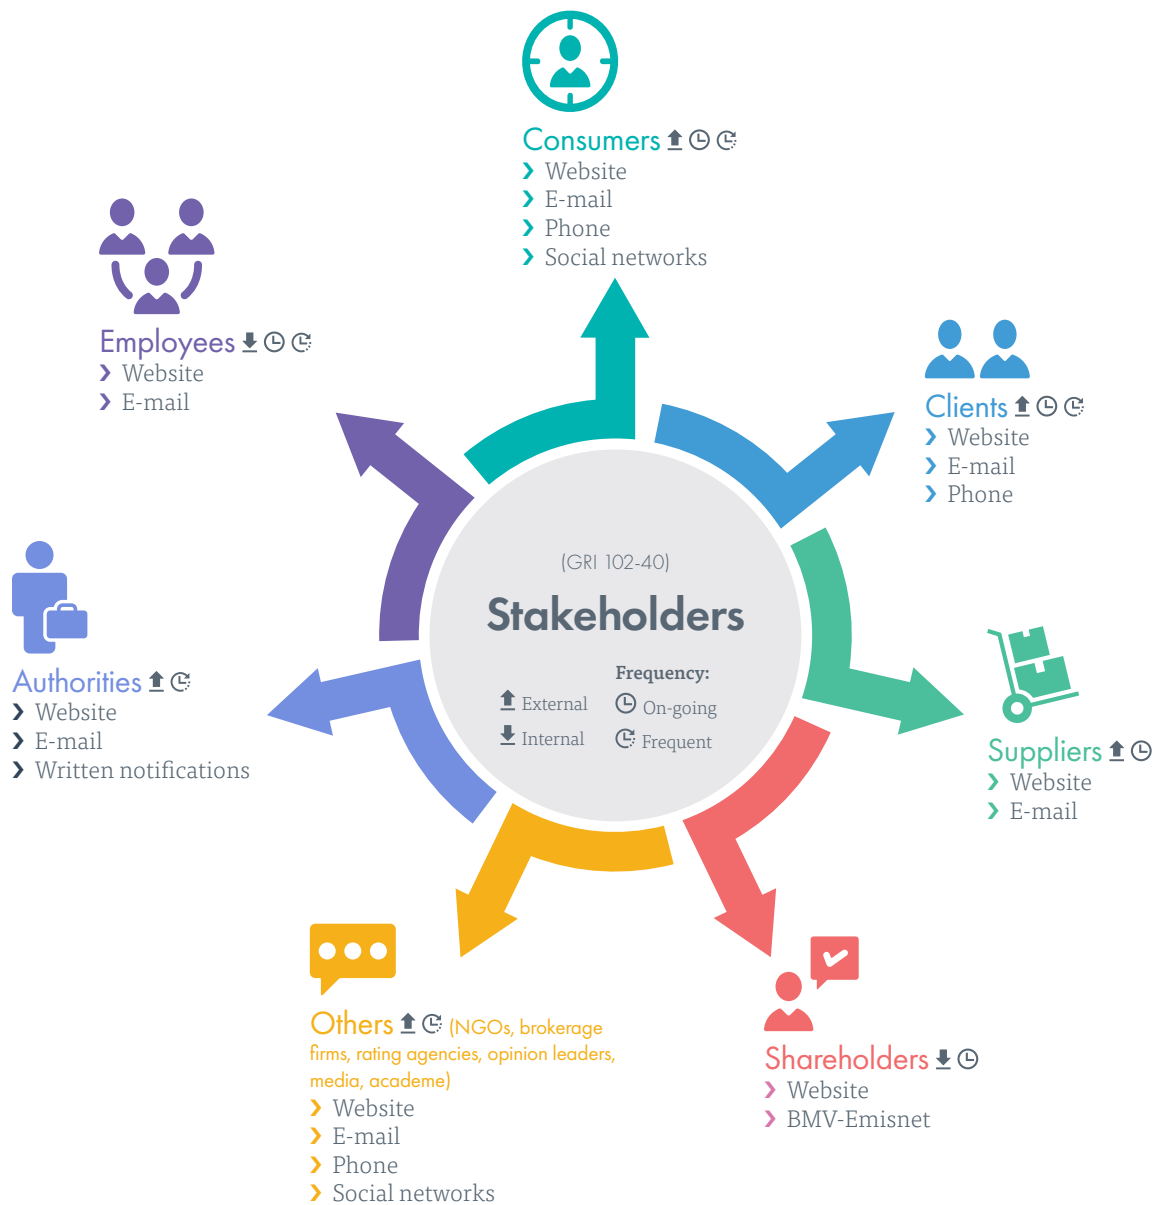 Consumers
Website
E-mail
Phone
Social networks
Employees
Website
E-mail
Clients
Website
E-mail
Phone
(GRI 102-40)
Stakeholders
Frequency:
External
On-going
Internal
Frequent
Authorities
Website
E-mail
Written notifications
Suppliers
Website
E-mail
Others (NGOs, brokerage
firms, rating agencies, opinion leaders,
media, academe)
Website
E-mail
Phone
Social networks
Shareholders
Website
BMV-Emisnet